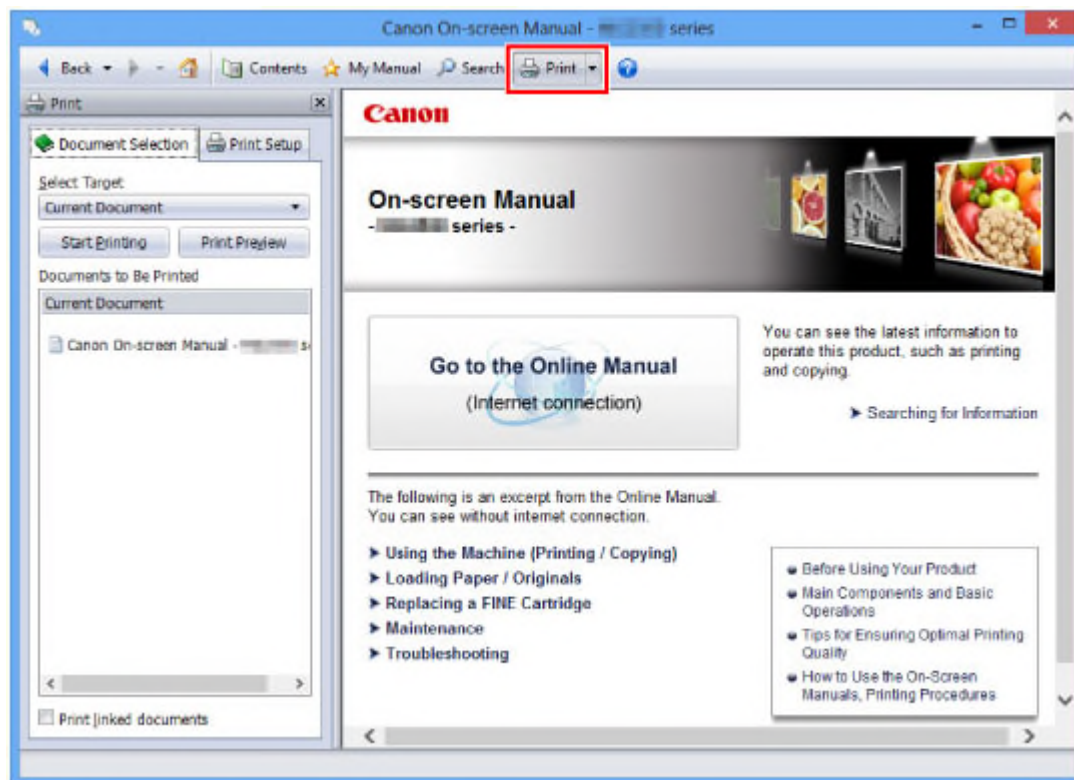 Canon On-screen Manual - series
Back
Contents
My Manual
Search
Print
Print
Document Selection
Print Setup
Select Target
Current Document
Start Printing
Print Preview
Documents to Be Printed
Current Document
Canon On-screen Manual -
Print linked documents
Canon
On-screen Manual
- series -
Go to the Online Manual
(Internet connection)
You can see the latest information to
operate this product, such as printing
and copying.
Searching for Information
The following is an excerpt from the Online Manual.
You can see without internet connection.
Using the Machine (Printing / Copying)
Loading Paper / Originals
Replacing a FINE Cartridge
Maintenance
Troubleshooting
Before Using Your Product
Main Components and Basic
Operations
Tips for Ensuring Optimal Printing
Quality
How to Use the On-Screen
Manuals, Printing Procedures